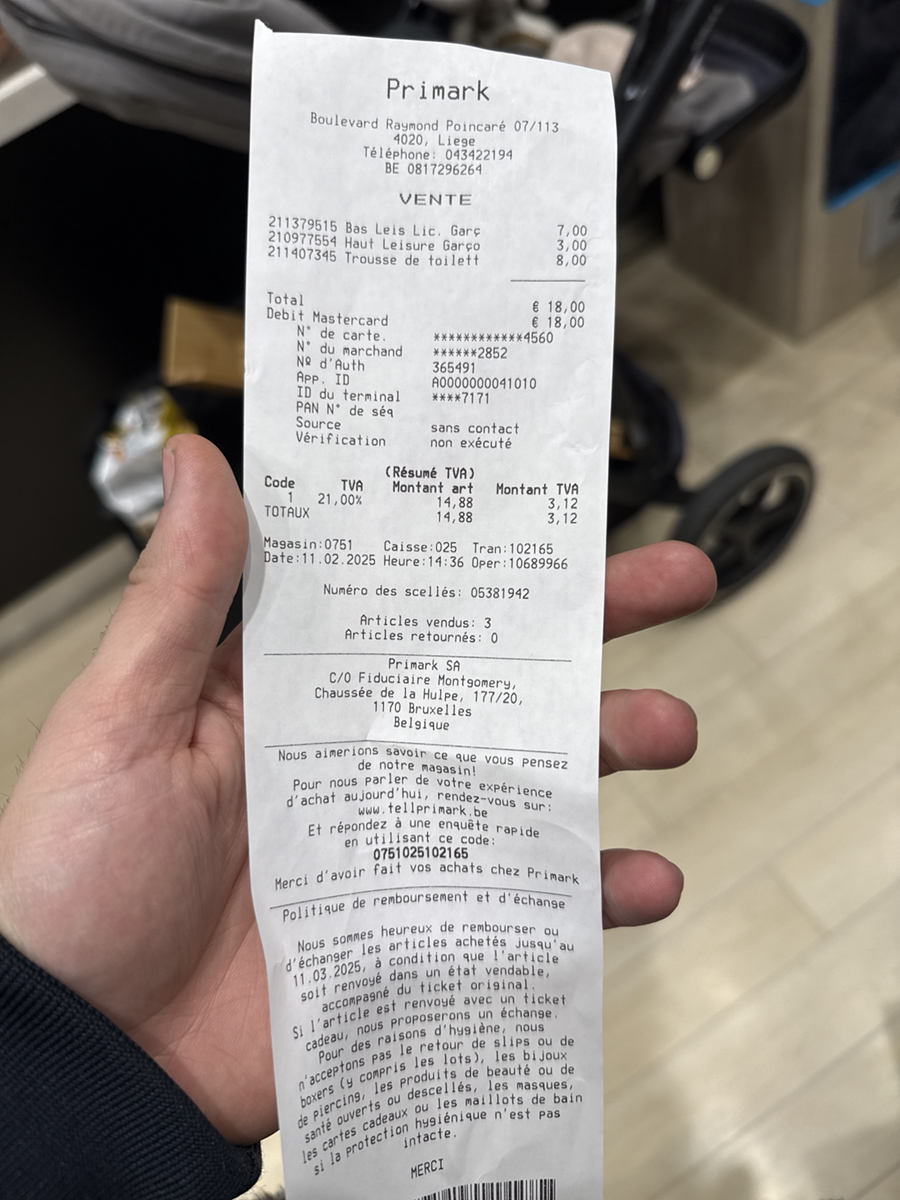 Primark
Boulevard Raymond Poincaré 07/113
4020, Liege
Téléphone: 043422194
BE 0817296264
VENTE
211379515 Bas Leis Lic. Garç 7,00
210977554 Haut Leisure Garço 3,00
211407345 Trousse de toilett 8,00
Total € 18,00
Debit Mastercard € 18,00
N° de carte. ************4560
N° du marchand ******2852
Nº d'Auth 365491
App. ID A0000000041010
ID du terminal ****7171
PAN N° de séq
Source sans contact
Vérification non exécuté
(Résumé TVA)
Code TVA Montant art Montant TVA
1 21,00% 14,88 3,12
TOTAUX 14,88 3,12
Magasin:0751 Caisse:025 Tran:102165
Date:11.02.2025 Heure:14:36 Oper:10689966
Numéro des scellés: 05381942
Articles vendus: 3
Articles retournés: 0
Primark SA
C/O Fiduciaire Montgomery,
Chaussée de la Hulpe, 177/20,
1170 Bruxelles
Belgique
Nous aimerions savoir ce que vous pensez
de notre magasin!
Pour nous parler de votre expérience
d'achat aujourd'hui, rendez-vous sur:
www.tellprimark.be
Et répondez à une enquête rapide
en utilisant ce code:
0751025102165
Merci d'avoir fait vos achats chez Primark
Politique de remboursement et d'échange
Nous sommes heureux de rembourser ou
d'échanger les articles achetés jusqu'au
11.03.2025, à condition que l'article
soit renvoyé dans un état vendable,
accompagné du ticket original.
Si l'article est renvoyé avec un ticket
cadeau, nous proposerons un échange.
Pour des raisons d'hygiène, nous
n'acceptons pas le retour de slips ou de
boxers (y compris les lots), les bijoux
de piercing, les produits de beauté ou de
santé ouverts ou descellés, les masques,
les cartes cadeaux ou les maillots de bain
si la protection hygiénique n'est pas
intacte.
MERCI